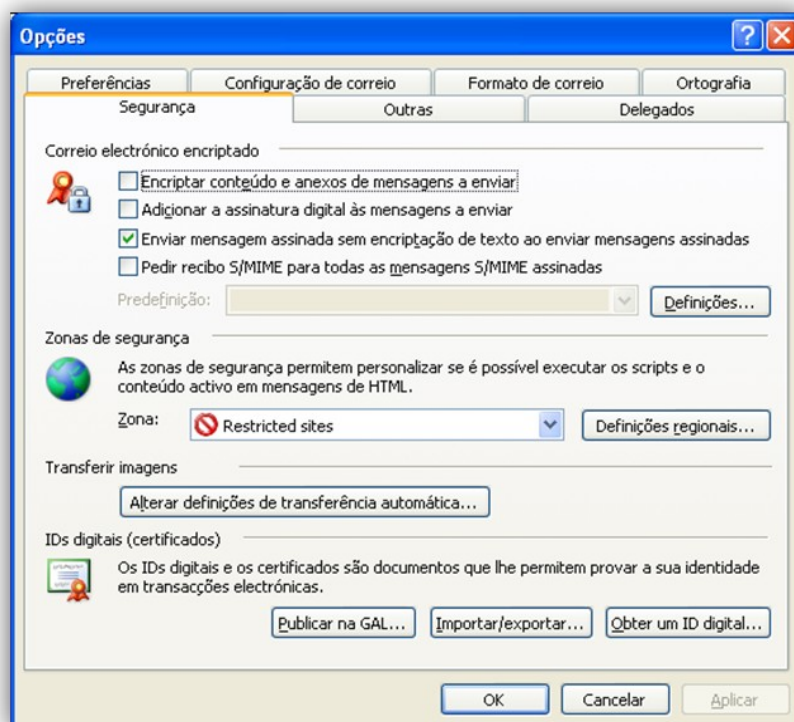 Opções
Preferências
Configuração de correio
Formato de correio
Ortografia
Segurança
Outras
Delegados
Correio electrónico encriptado
Encriptar conteúdo e anexos de mensagens a enviar
Adicionar a assinatura digital às mensagens a enviar
Enviar mensagem assinada sem encriptação de texto ao enviar mensagens assinadas
Pedir recibo S/MIME para todas as mensagens S/MIME assinadas
Predefinição:
Definições...
Zonas de segurança
As zonas de segurança permitem personalizar se é possível executar os scripts e o
conteúdo activo em mensagens de HTML.
Zona:
Restricted sites
Definições regionais...
Transferir imagens
Alterar definições de transferência automática...
IDs digitais (certificados)
Os IDs digitais e os certificados são documentos que lhe permitem provar a sua identidade
em transacções electrónicas.
Publicar na GAL...
Importar/exportar...
Obter um ID digital...
OK
Cancelar
Aplicar